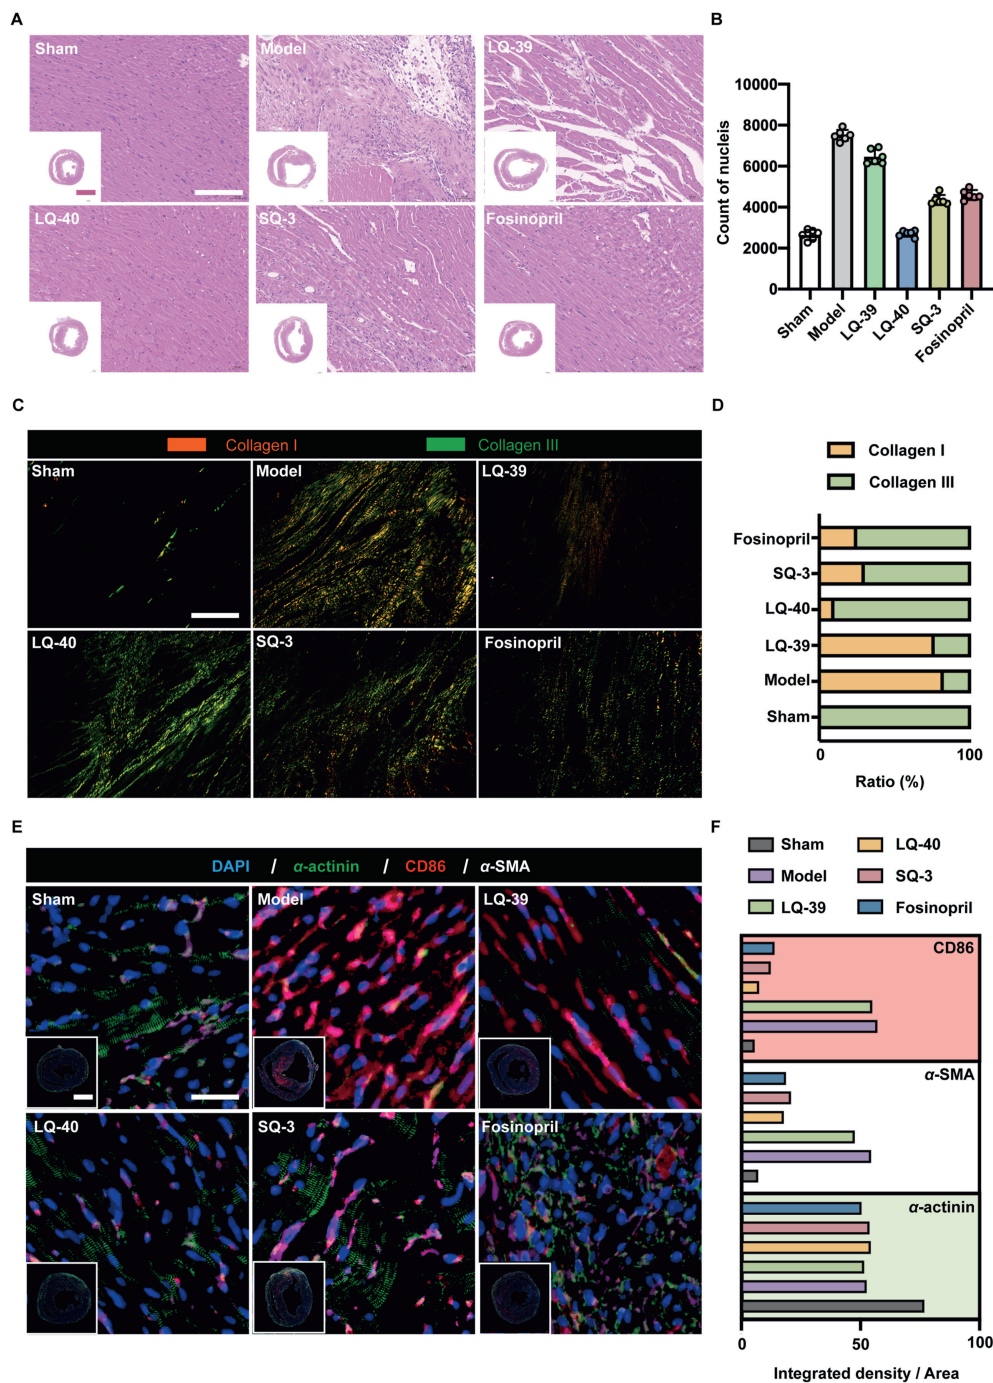 A
Sham
Model
LQ-39
LQ-40
SQ-3
Fosinopril
B
Count of nucleis
10000
8000
6000
4000
2000
0
Sham
Model
LQ-39
LQ-40
SQ-3
Fosinopril
C
Collagen I
Collagen III
Sham
Model
LQ-39
LQ-40
SQ-3
Fosinopril
D
Collagen I
Collagen III
Fosinopril
SQ-3
LQ-40
LQ-39
Model
Sham
0 100
Ratio (%)
E
DAPI / α-actinin / CD86 / α-SMA
Sham
Model
LQ-39
LQ-40
SQ-3
Fosinopril
F
Sham
LQ-40
Model
SQ-3
LQ-39
Fosinopril
CD86
α-SMA
α-actinin
0 50 100
Integrated density / Area